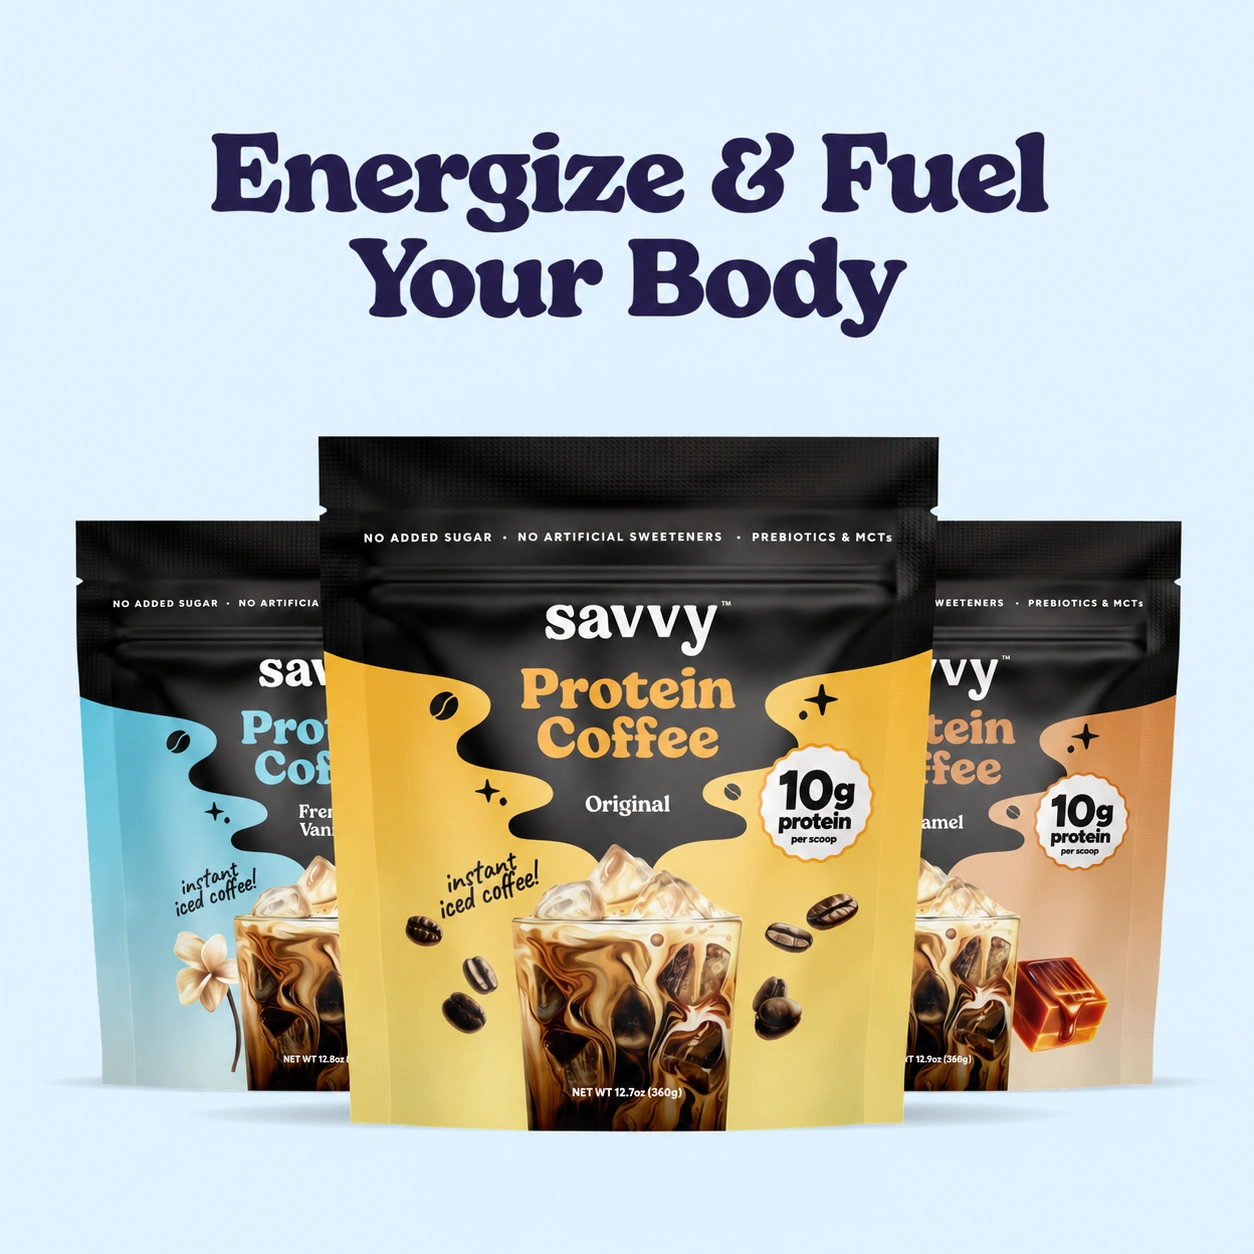 Energize & Fuel
Your Body
NO ADDED SUGAR • NO ARTIFICIAL SWEETENERS • PREBIOTICS & MCTs
savvy™
Protein
Coffee
Original
10g
protein
per scoop
instant
iced coffee!
NET WT 12.7oz (360g)
NO ADDED SUGAR • NO ARTIFICIA
sav
Pro
Cof
Fren
Vani
instant
iced coffee!
NET WT 12.8oz
WEETENERS • PREBIOTICS & MCTs
vvy™
tein
ffee
amel
10g
protein
per scoop
WT 12.9oz (366g)